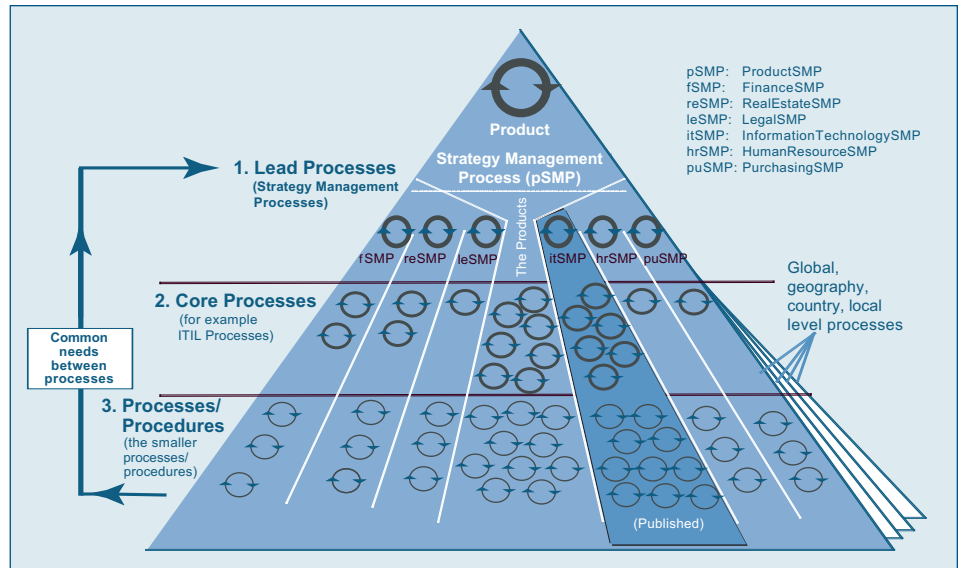 Product
Strategy Management
Process (pSMP)
pSMP: ProductSMP
fSMP: FinanceSMP
reSMP: RealEstateSMP
leSMP: LegalSMP
itSMP: InformationTechnologySMP
hrSMP: HumanResourceSMP
puSMP: PurchasingSMP
1. Lead Processes
(Strategy Management
Processes)
The Products
fSMP
reSMP
leSMP
itSMP
hrSMP
puSMP
2. Core Processes
(for example
ITIL Processes)
Global,
geography,
country, local
level processes
Common
needs
between
processes
3. Processes/
Procedures
(the smaller
processes/
procedures)
(Published)